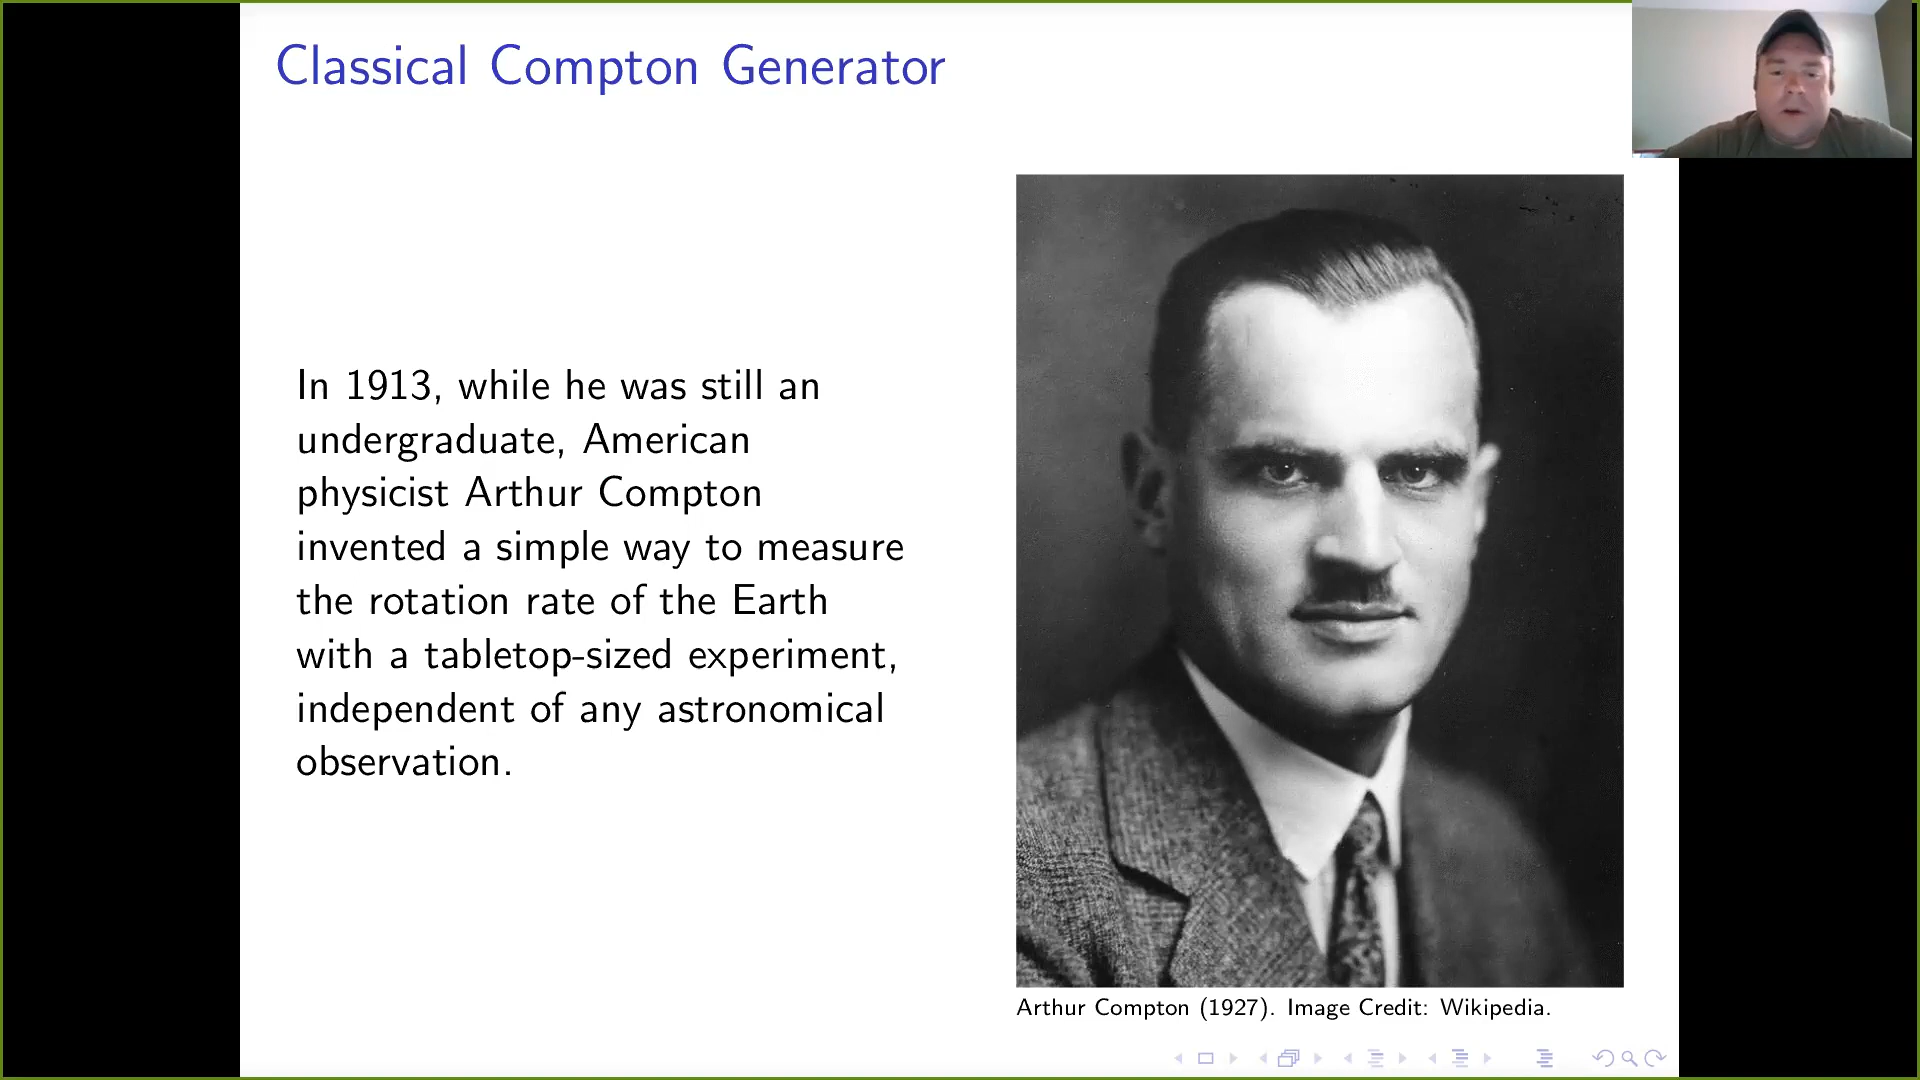 Classical Compton Generator
In 1913, while he was still an
undergraduate, American
physicist Arthur Compton
invented a simple way to measure
the rotation rate of the Earth
with a tabletop-sized experiment,
independent of any astronomical
observation.
Arthur Compton (1927). Image Credit: Wikipedia.